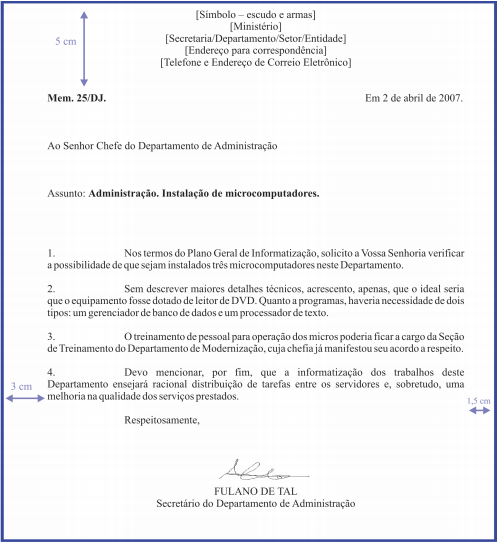 [Símbolo – escudo e armas]
[Ministério]
[Secretaria/Departamento/Setor/Entidade]
5 cm
[Endereço para correspondência]
[Telefone e Endereço de Correio Eletrônico]
Mem. 25/DJ. Em 2 de abril de 2007.
Ao Senhor Chefe do Departamento de Administração
Assunto: Administração. Instalação de microcomputadores.
1. Nos termos do Plano Geral de Informatização, solicito a Vossa Senhoria verificar
a possibilidade de que sejam instalados três microcomputadores neste Departamento.
2. Sem descrever maiores detalhes técnicos, acrescento, apenas, que o ideal seria
que o equipamento fosse dotado de leitor de DVD. Quanto a programas, haveria necessidade de dois
tipos: um gerenciador de banco de dados e um processador de texto.
3. O treinamento de pessoal para operação dos micros poderia ficar a cargo da Seção
de Treinamento do Departamento de Modernização, cuja chefia já manifestou seu acordo a respeito.
4. Devo mencionar, por fim, que a informatização dos trabalhos deste
Departamento ensejará racional distribuição de tarefas entre os servidores e, sobretudo, uma
melhoria na qualidade dos serviços prestados.
3 cm
1,5 cm
Respeitosamente,
FULANO DE TAL
Secretário do Departamento de Administração